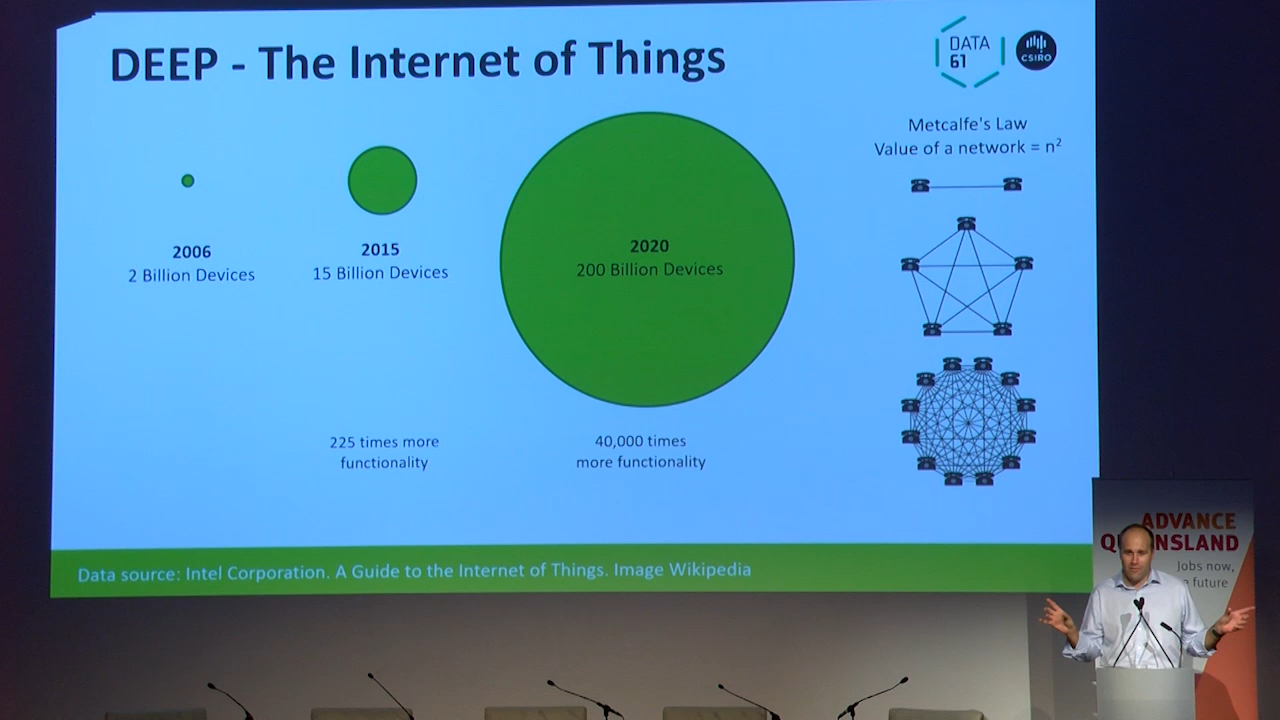 DEEP - The Internet of Things
DATA
61
CSIRO
Metcalfe's Law
Value of a network = n²
2006
2 Billion Devices
2015
15 Billion Devices
2020
200 Billion Devices
225 times more
functionality
40,000 times
more functionality
Data source: Intel Corporation. A Guide to the Internet of Things. Image Wikipedia
ADVANCE
QUEENSLAND
Jobs now,
future